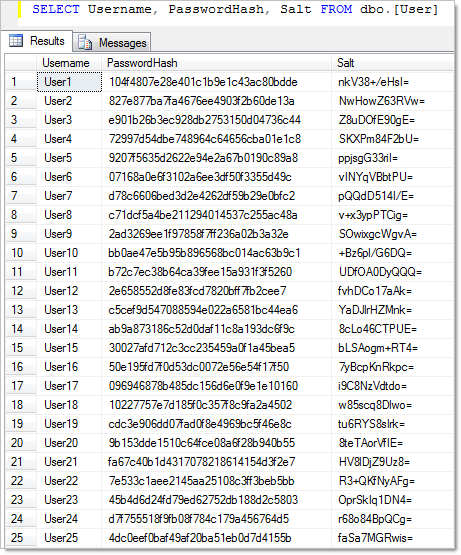 SELECT Username, PasswordHash, Salt FROM dbo.[User]
Results Messages
Username PasswordHash Salt
1 User1 104f4807e28e401c1b9e1c43ac80bdde nkV38+/eHsI=
2 User2 827e877ba7fa4676ee4903f2b60de13a NwHowZ63RVw=
3 User3 e901b26b3ec928db2753150d04736c44 Z8uDOfE90gE=
4 User4 72997d54dbe748964c64656cba01e1c8 SKXPm84F2bU=
5 User5 9207f5635d2622e94e2a67b0190c89a8 ppjsgG33riI=
6 User6 07168a0e6f3102a6ee3df50f3355d49c vINYqVBbtPU=
7 User7 d78c6606bed3d2e4262df59b29e0bfc2 pQQdD514I/E=
8 User8 c71dcf5a4be211294014537c255ac48a v+x3ypPTCig=
9 User9 2ad3269ee1f97858f7ff236a02b3a32e SOwixgcWgvA=
10 User10 bb0ae47e5b95b896568bc014ac63b9c1 +Bz6pI/G6DQ=
11 User11 b72c7ec38b64ca39fee15a931f3f5260 UDfOA0DyQQQ=
12 User12 2e658552d8fe83fcd7820bff7fb2cee7 fvhDCo17aAk=
13 User13 c5cef9d547088594e022a6581bc44ea6 YaDJlrHZMnk=
14 User14 ab9a873186c52d0daf11c8a193dc6f9c 8cLo46CTPUE=
15 User15 30027afd712c3cc235459a0f1a45bea5 bLSAogm+RT4=
16 User16 50e195fd7f0d53dc0072e56e54f17f50 7yBcpKnRkpc=
17 User17 096946878b485dc156d6e0f9e1e10160 i9C8NzVdtdo=
18 User18 10227757e7d185f0c357f8c9fa2a4502 w85scq8DIwo=
19 User19 cdc3e906dd07fad0f8e4969bc5f46e8c tu6RYS8sIrk=
20 User20 9b153dde1510c64fce08a6f28b940b55 8teTAorVfIE=
21 User21 fa67c40b1d4317078218614154d3f2e7 HV8IDjZ9Uz8=
22 User22 7e533c1aee2145aa25108c3ff3beb5bb R3+QKfNyAFg=
23 User23 45b4d6d24fd79ed62752db188d2c5803 OprSkIq1DN4=
24 User24 d7f755518f9fb08f784c179a456764d5 r68o84BpQCg=
25 User25 4dc0eef0baf49af20ba51eb0d7d4155b faSa7MGRwis=